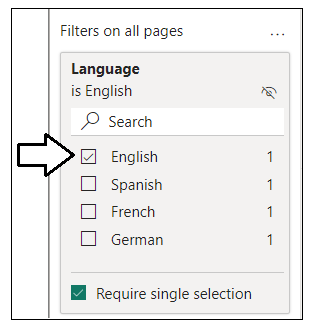 Filters on all pages ...
Language
is English
Search
English 1
Spanish 1
French 1
German 1
Require single selection